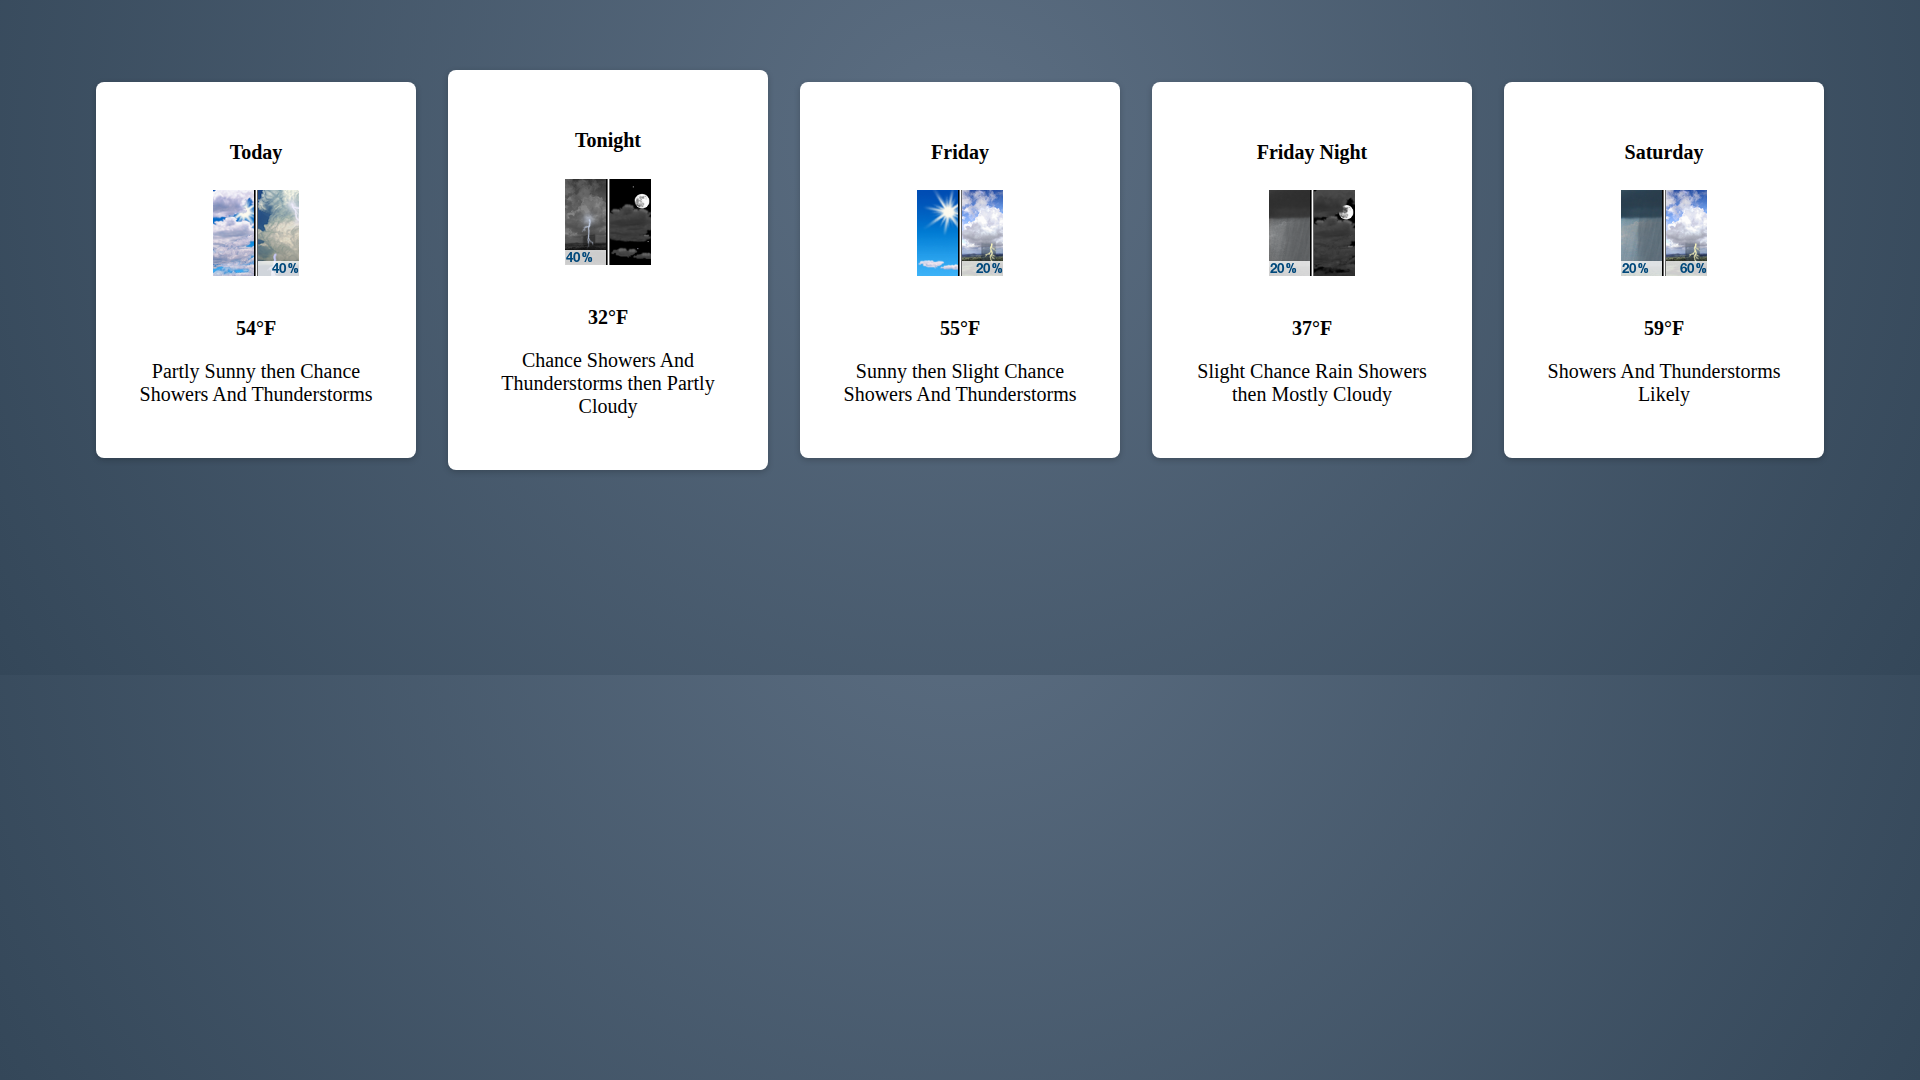 Today
40%
54°F
Partly Sunny then Chance
Showers And Thunderstorms
Tonight
40%
32°F
Chance Showers And
Thunderstorms then Partly
Cloudy
Friday
20%
55°F
Sunny then Slight Chance
Showers And Thunderstorms
Friday Night
20%
37°F
Slight Chance Rain Showers
then Mostly Cloudy
Saturday
20% 60%
59°F
Showers And Thunderstorms
Likely